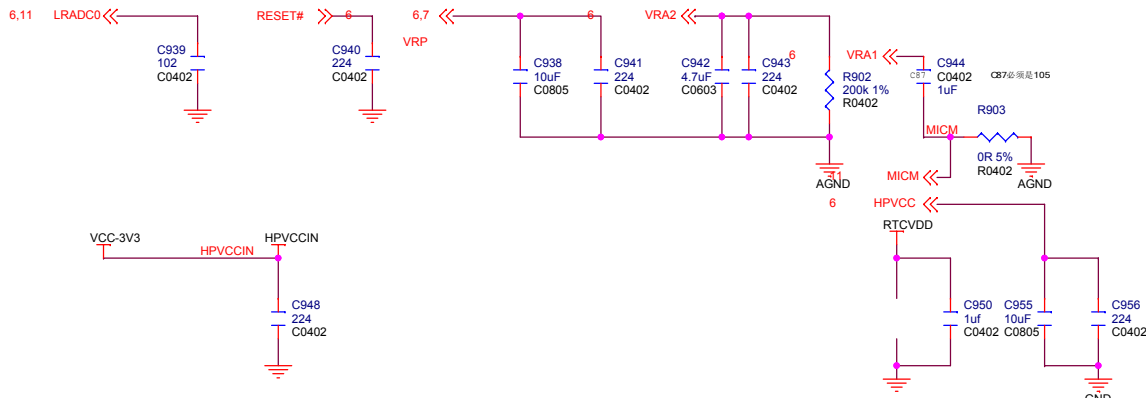 6,11 LRADC0
RESET# 6
6,7 6
VRP
VRA2
6
VRA1
C939
102
C0402
C940
224
C0402
C938
10uF
C0805
C941
224
C0402
C942
4.7uF
C0603
C943
224
C0402
R902
200k 1%
R0402
C944
C87
C0402
1uF
C87必须是105
R903
MICM
0R 5%
R0402
MICM
AGND
11
AGND
6 HPVCC
VCC-3V3
HPVCCIN
HPVCCIN
RTCVDD
C948
224
C0402
C950
1uf
C0402
C955
10uF
C0805
C956
224
C0402
GND